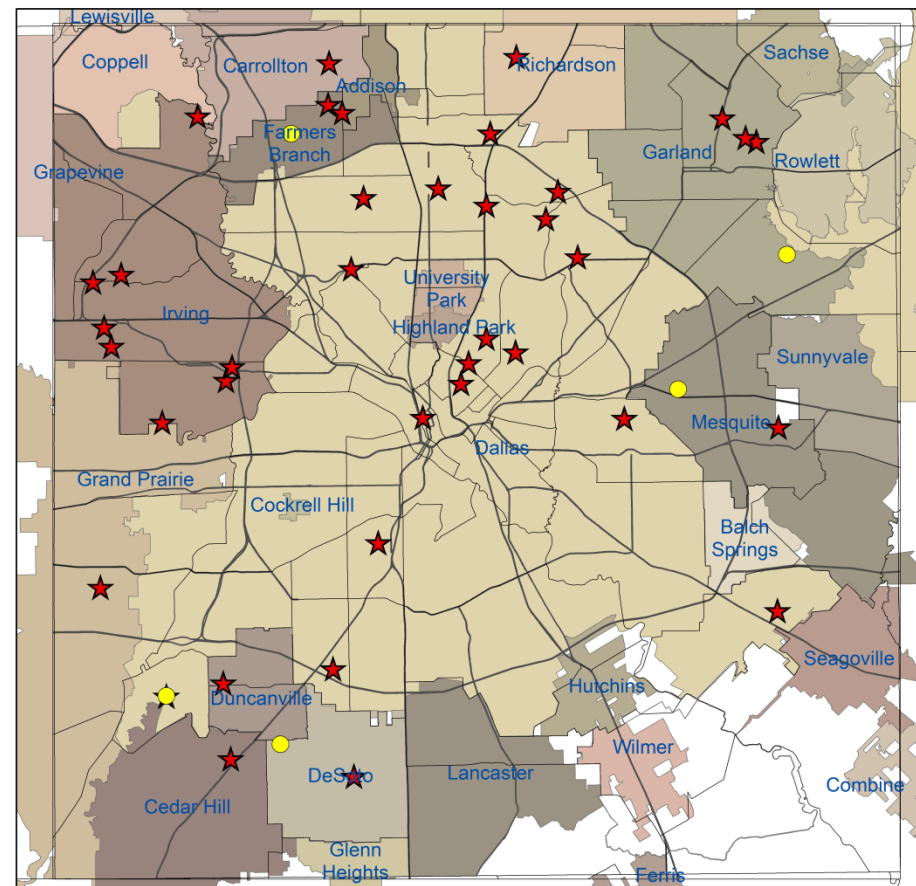 Lewisville
Coppell
Carrollton
Addison
Richardson
Sachse
Farmers
Branch
Garland
Rowlett
Grapevine
University
Park
Irving
Highland Park
Sunnyvale
Mesquite
Dallas
Grand Prairie
Cockrell Hill
Balch
Springs
Seagoville
Duncanville
Hutchins
Wilmer
DeSoto
Lancaster
Combine
Cedar Hill
Glenn
Heights
Ferris